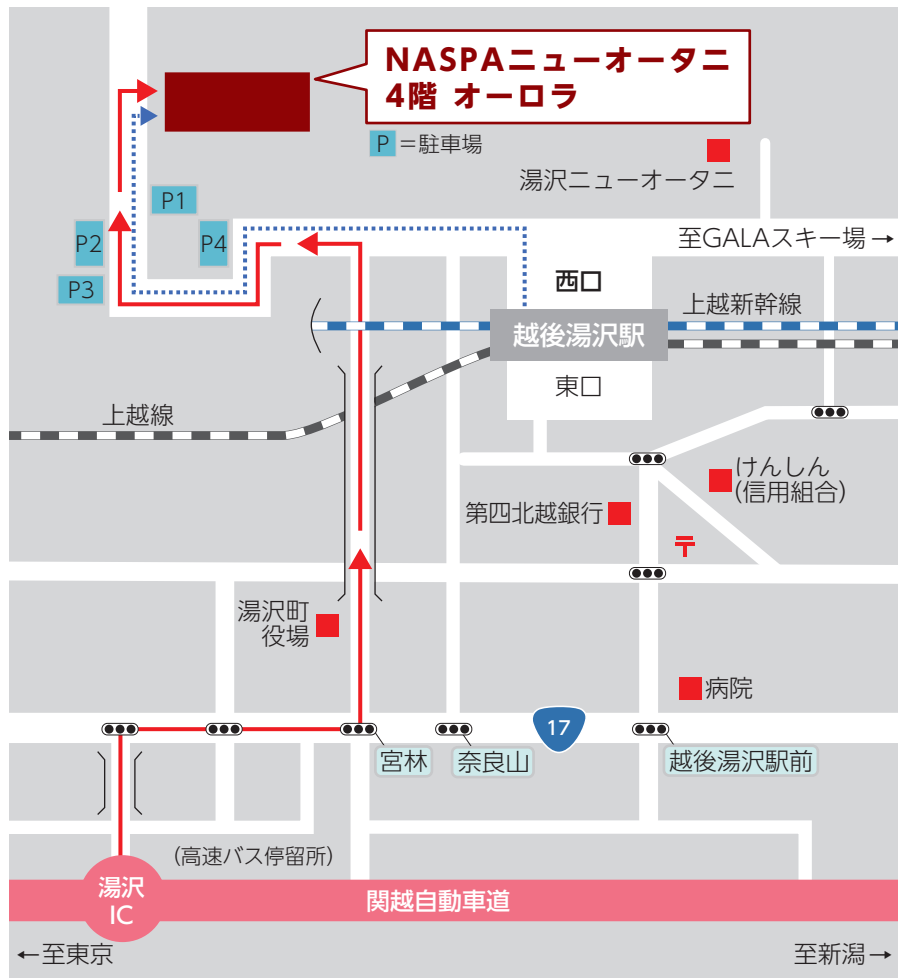 NASPAニューオータニ
4階 オーロラ
P =駐車場
湯沢ニューオータニ
P1
P2
P4
P3
至GALAスキー場→
西口
上越新幹線
越後湯沢駅
東口
上越線
けんしん
(信用組合)
第四北越銀行
〒
湯沢町
役場
病院
17
宮林
奈良山
越後湯沢駅前
(高速バス停留所)
湯沢
IC
関越自動車道
←至東京
至新潟→